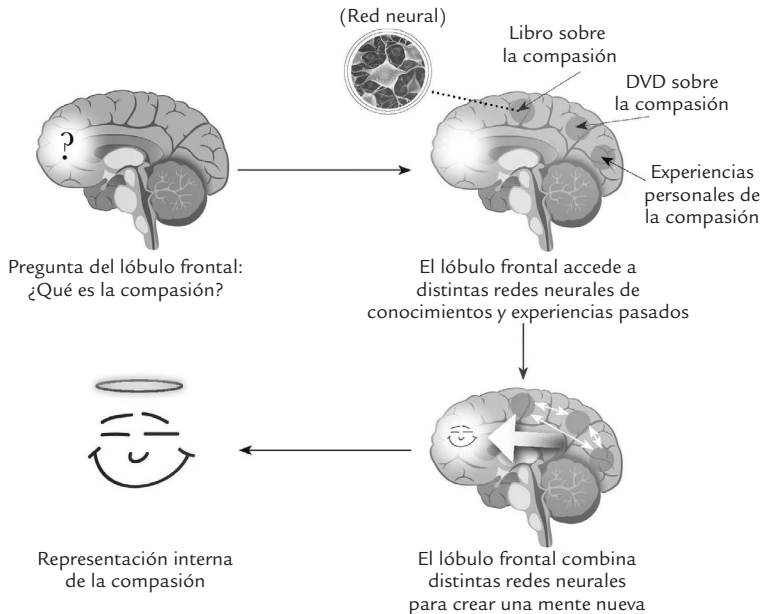 (Red neural)
Libro sobre
la compasión
DVD sobre
la compasión
?
Experiencias
personales de
la compasión
Pregunta del lóbulo frontal:
¿Qué es la compasión?
El lóbulo frontal accede a
distintas redes neurales de
conocimientos y experiencias pasados
Representación interna
de la compasión
El lóbulo frontal combina
distintas redes neurales
para crear una mente nueva